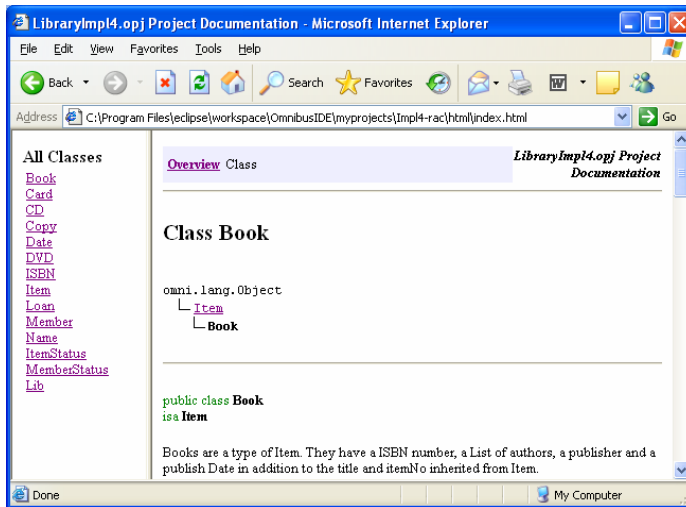 LibraryImpl4.opj Project Documentation - Microsoft Internet Explorer
File Edit View Favorites Tools Help
Back Search Favorites
Address C:\Program Files\eclipse\workspace\OmnibusIDE\myprojects\Impl4-rac\html\index.html Go
All Classes
Book
Card
CD
Copy
Date
DVD
ISBN
Item
Loan
Member
Name
ItemStatus
MemberStatus
Lib
Overview Class
LibraryImpl4.opj Project
Documentation
Class Book
omni.lang.Object
Item
Book
public class Book
isa Item
Books are a type of Item. They have a ISBN number, a List of authors, a publisher and a
publish Date in addition to the title and itemNo inherited from Item.
Done My Computer